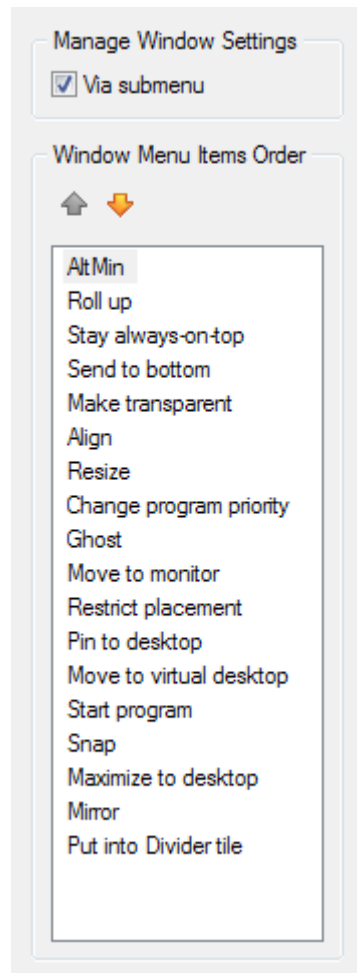 Manage Window Settings
Via submenu
Window Menu Items Order
AltMin
Roll up
Stay always-on-top
Send to bottom
Make transparent
Align
Resize
Change program priority
Ghost
Move to monitor
Restrict placement
Pin to desktop
Move to virtual desktop
Start program
Snap
Maximize to desktop
Mirror
Put into Divider tile